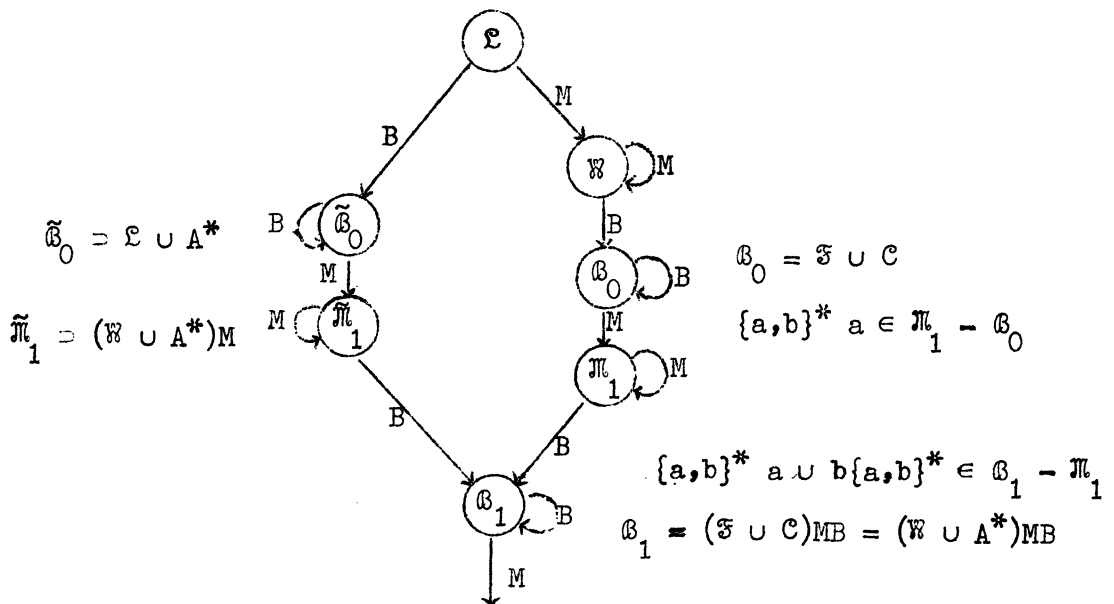 𝔏
M
B
𝔚
M
B
B
𝔅̃₀
𝔅̃₀ ⊃ 𝔏 ∪ A*
𝔅₀
B
𝔅₀ = 𝔉 ∪ ℭ
M
M
{a,b}* a ∈ 𝔐₁ - 𝔅₀
𝔐̃₁ ⊃ (𝔚 ∪ A*)M
M
𝔐̃₁
𝔐₁
M
B
B
{a,b}* a ∪ b{a,b}* ∈ 𝔅₁ - 𝔐₁
𝔅₁
B
𝔅₁ = (𝔉 ∪ ℭ)MB = (𝔚 ∪ A*)MB
M